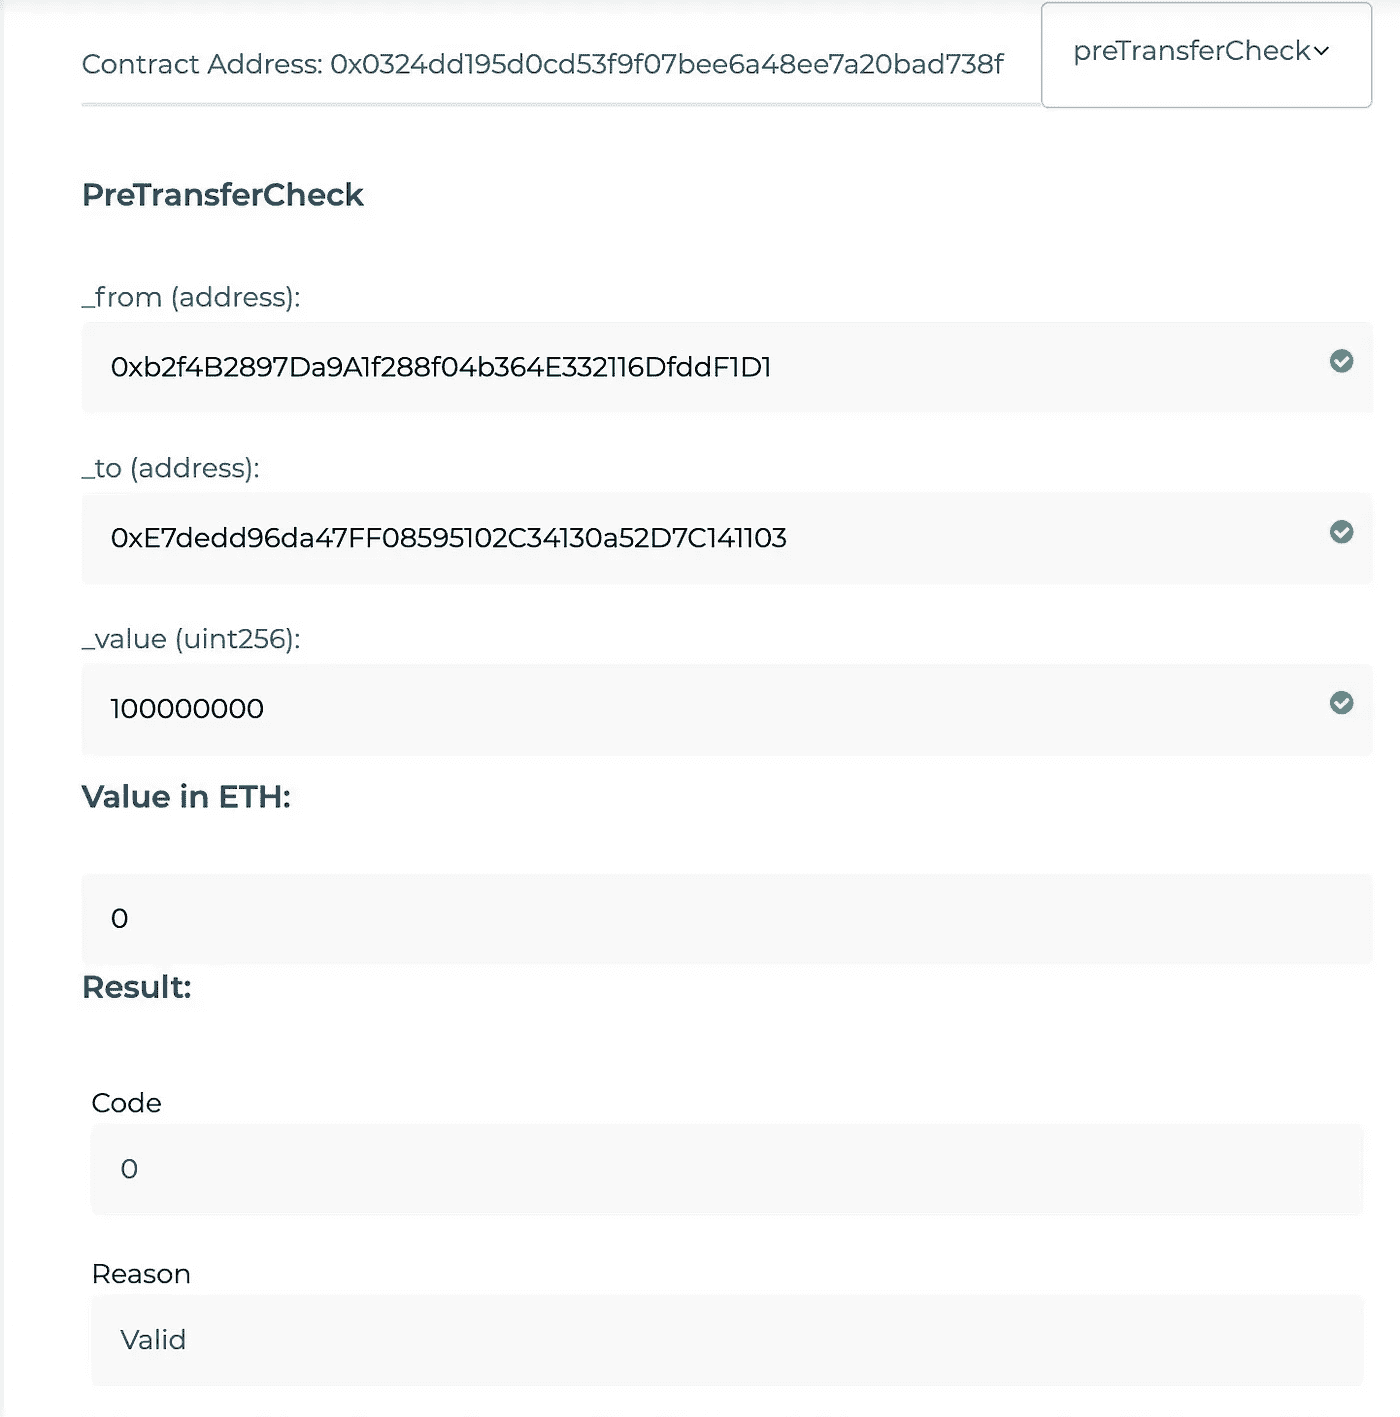 Contract Address: 0x0324dd195d0cd53f9f07bee6a48ee7a20bad738f
preTransferCheck
PreTransferCheck
_from (address):
0xb2f4B2897Da9A1f288f04b364E332116DfddF1D1
_to (address):
0xE7dedd96da47FF08595102C34130a52D7C141103
_value (uint256):
100000000
Value in ETH:
0
Result:
Code
0
Reason
Valid